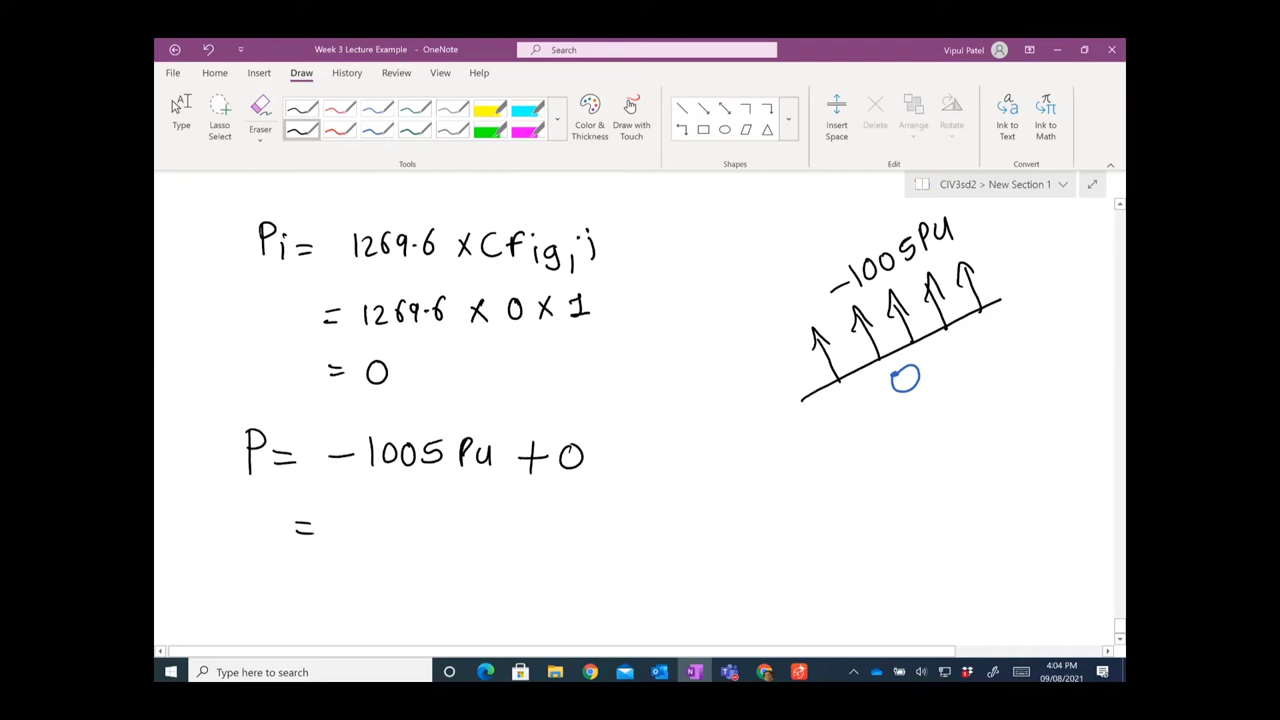 Week 3 Lecture Example - OneNote
Search
Vipul Patel
File Home Insert Draw History Review View Help
Type
Lasso Select
Eraser
Color & Thickness
Draw with Touch
Insert Space
Delete
Arrange
Rotate
Ink to Text
Ink to Math
Tools
Shapes
Edit
Convert
CIV3sd2 > New Section 1
Pi = 1269.6 x Cfig,i
= 1269.6 x 0 x 1
= 0
P = -1005 Pu + 0
=
-1005 Pu
0
Type here to search
4:04 PM
09/08/2021